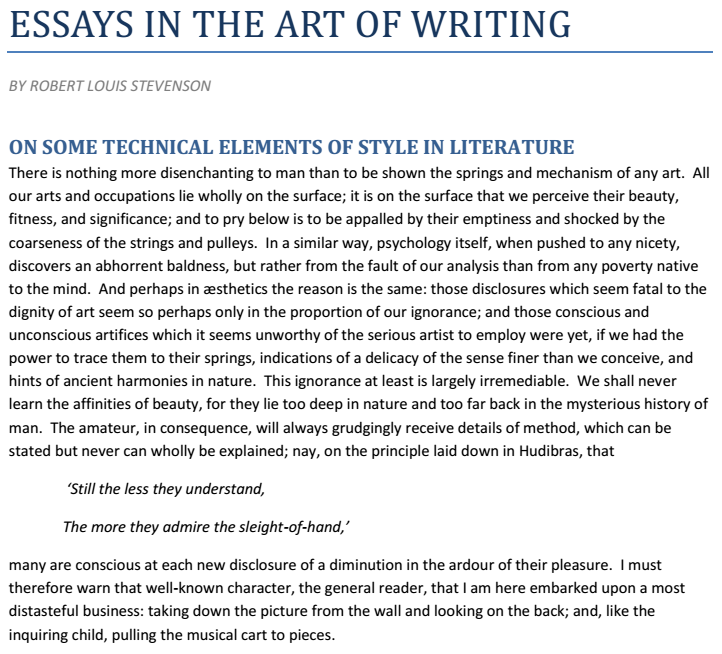 ESSAYS IN THE ART OF WRITING
BY ROBERT LOUIS STEVENSON
ON SOME TECHNICAL ELEMENTS OF STYLE IN LITERATURE
There is nothing more disenchanting to man than to be shown the springs and mechanism of any art.  All
our arts and occupations lie wholly on the surface; it is on the surface that we perceive their beauty,
fitness, and significance; and to pry below is to be appalled by their emptiness and shocked by the
coarseness of the strings and pulleys.  In a similar way, psychology itself, when pushed to any nicety,
discovers an abhorrent baldness, but rather from the fault of our analysis than from any poverty native
to the mind.  And perhaps in æsthetics the reason is the same: those disclosures which seem fatal to the
dignity of art seem so perhaps only in the proportion of our ignorance; and those conscious and
unconscious artifices which it seems unworthy of the serious artist to employ were yet, if we had the
power to trace them to their springs, indications of a delicacy of the sense finer than we conceive, and
hints of ancient harmonies in nature.  This ignorance at least is largely irremediable.  We shall never
learn the affinities of beauty, for they lie too deep in nature and too far back in the mysterious history of
man.  The amateur, in consequence, will always grudgingly receive details of method, which can be
stated but never can wholly be explained; nay, on the principle laid down in Hudibras, that
‘Still the less they understand,
The more they admire the sleight-of-hand,’
many are conscious at each new disclosure of a diminution in the ardour of their pleasure.  I must
therefore warn that well-known character, the general reader, that I am here embarked upon a most
distasteful business: taking down the picture from the wall and looking on the back; and, like the
inquiring child, pulling the musical cart to pieces.